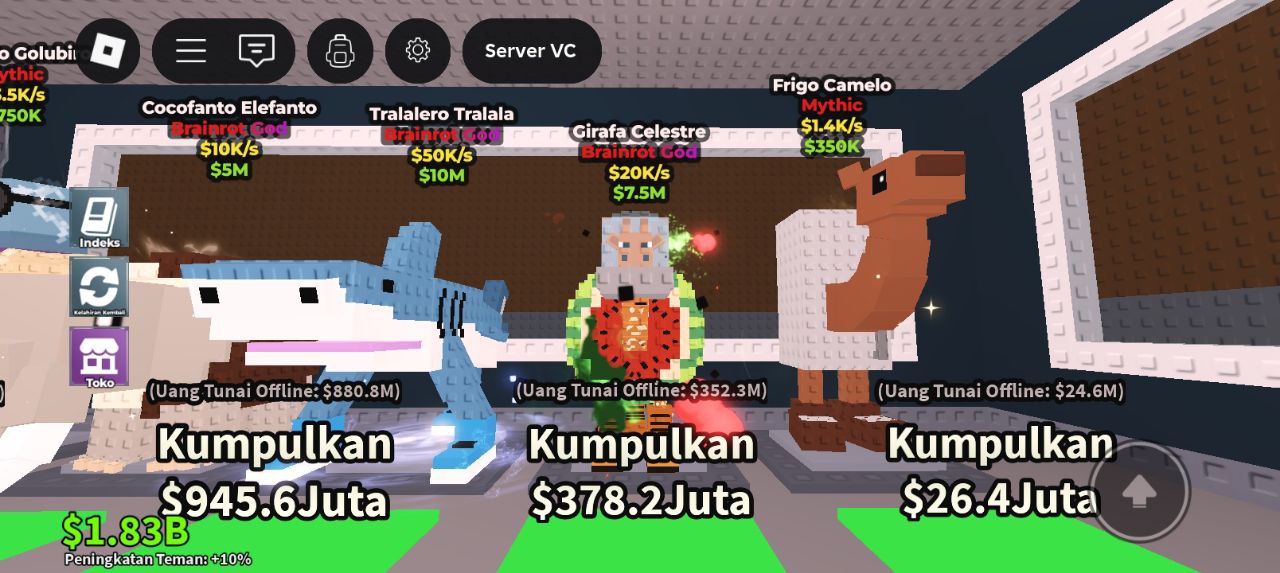 Server VC
o Golubir
ythic
.5K/s
750K
Cocofanto Elefanto
Brainrot God
$10K/s
$5M
Tralalero Tralala
Brainrot God
$50K/s
$10M
Girafa Celestre
Brainrot God
$20K/s
$7.5M
Frigo Camelo
Mythic
$1.4K/s
$350K
Indeks
Kelahiran Kembali
Toko
)
(Uang Tunai Offline: $880.8M)
Kumpulkan
$945.6Juta
(Uang Tunai Offline: $352.3M)
Kumpulkan
$378.2Juta
(Uang Tunai Offline: $24.6M)
Kumpulkan
$26.4Juta
$1.83B
Peningkatan Teman: +10%